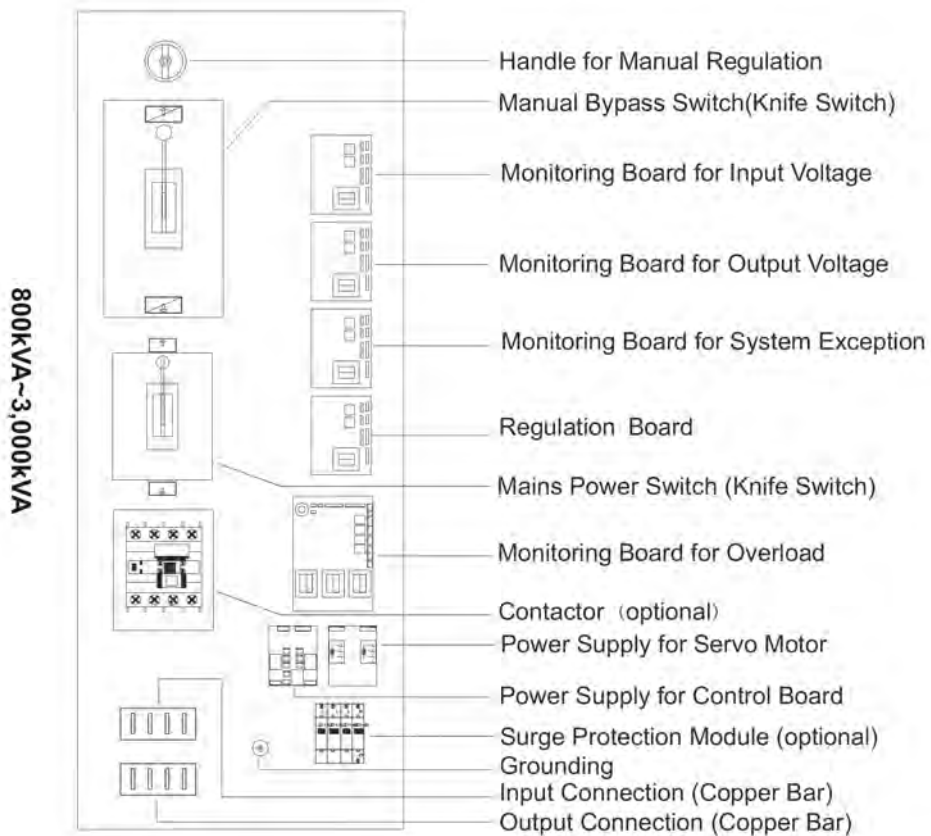 800kVA~3,000kVA
Handle for Manual Regulation
Manual Bypass Switch(Knife Switch)
Monitoring Board for Input Voltage
Monitoring Board for Output Voltage
Monitoring Board for System Exception
Regulation Board
Mains Power Switch (Knife Switch)
Monitoring Board for Overload
Contactor (optional)
Power Supply for Servo Motor
Power Supply for Control Board
Surge Protection Module (optional)
Grounding
Input Connection (Copper Bar)
Output Connection (Copper Bar)